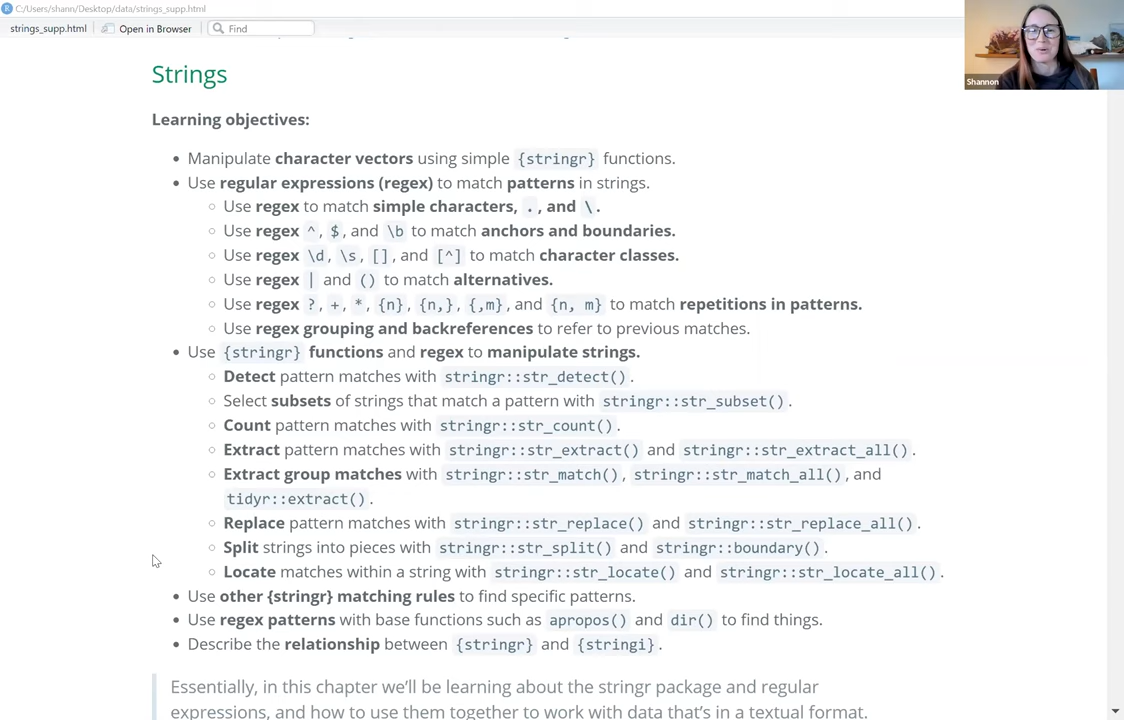 C:/Users/shann/Desktop/data/strings_supp.html
strings_supp.html
Open in Browser
Find
Shannon
Strings
Learning objectives:
• Manipulate character vectors using simple {stringr} functions.
• Use regular expressions (regex) to match patterns in strings.
○ Use regex to match simple characters, ., and \.
○ Use regex ^, $, and \b to match anchors and boundaries.
○ Use regex \d, \s, [], and [^] to match character classes.
○ Use regex | and () to match alternatives.
○ Use regex ?, +, *, {n}, {n,}, {,m}, and {n, m} to match repetitions in patterns.
○ Use regex grouping and backreferences to refer to previous matches.
• Use {stringr} functions and regex to manipulate strings.
○ Detect pattern matches with stringr::str_detect().
○ Select subsets of strings that match a pattern with stringr::str_subset().
○ Count pattern matches with stringr::str_count().
○ Extract pattern matches with stringr::str_extract() and stringr::str_extract_all().
○ Extract group matches with stringr::str_match(), stringr::str_match_all(), and
tidyr::extract().
○ Replace pattern matches with stringr::str_replace() and stringr::str_replace_all().
○ Split strings into pieces with stringr::str_split() and stringr::boundary().
○ Locate matches within a string with stringr::str_locate() and stringr::str_locate_all().
• Use other {stringr} matching rules to find specific patterns.
• Use regex patterns with base functions such as apropos() and dir() to find things.
• Describe the relationship between {stringr} and {stringi}.
Essentially, in this chapter we'll be learning about the stringr package and regular
expressions, and how to use them together to work with data that's in a textual format.